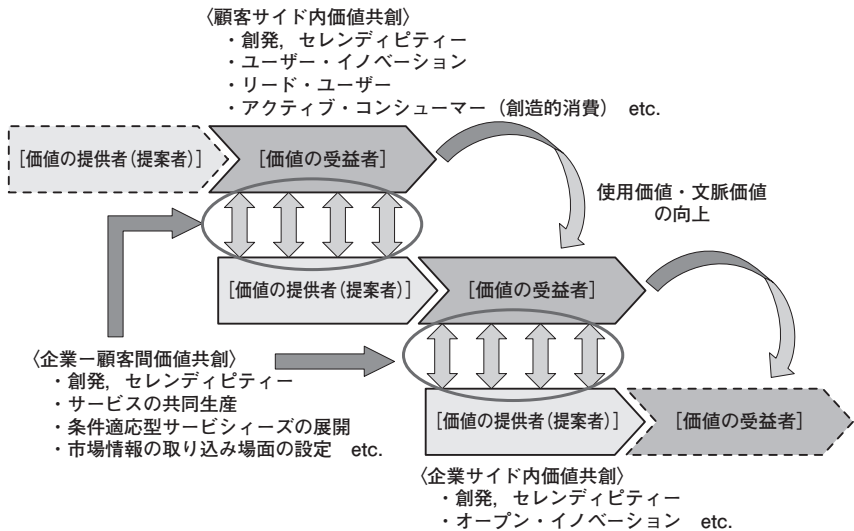 〈顧客サイド内価値共創〉
・創発，セレンディピティー
・ユーザー・イノベーション
・リード・ユーザー
・アクティブ・コンシューマー（創造的消費） etc.
[価値の提供者(提案者)]
[価値の受益者]
使用価値・文脈価値
の向上
[価値の提供者(提案者)]
[価値の受益者]
〈企業ー顧客間価値共創〉
・創発，セレンディピティー
・サービスの共同生産
・条件適応型サービシィーズの展開
・市場情報の取り込み場面の設定 etc.
[価値の提供者(提案者)]
[価値の受益者]
〈企業サイド内価値共創〉
・創発，セレンディピティー
・オープン・イノベーション etc.